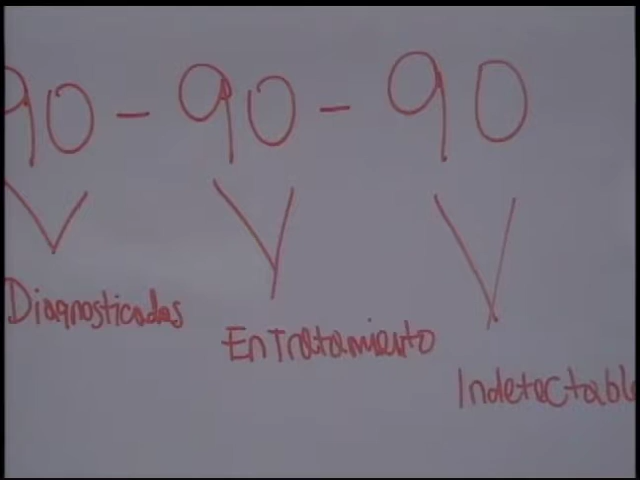 90 - 90 - 90
Diagnosticadas
En Tratamiento
Indetectable